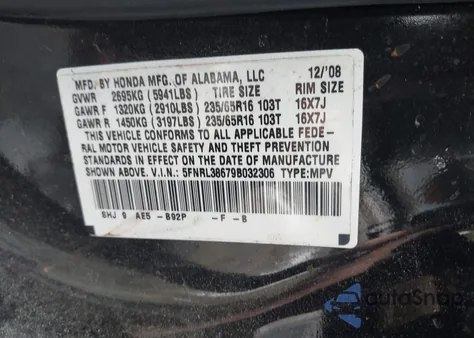 MFD. BY HONDA MFG. OF ALABAMA, LLC 12/'08
GVWR 2695KG (5941LBS) TIRE SIZE RIM SIZE
GAWR F 1320KG (2910LBS) 235/65R16 103T 16X7J
GAWR R 1450KG (3197LBS) 235/65R16 103T 16X7J
THIS VEHICLE CONFORMS TO ALL APPLICABLE FEDE-
RAL MOTOR VEHICLE SAFETY AND THEFT PREVENTION
STANDARDS IN EFFECT ON THE DATE OF MANUFACTURE
SHOWN ABOVE. V.I.N.: 5FNRL38679B032306 TYPE:MPV
SHJ 9 AE5 -B92P -F -B
autoSnap